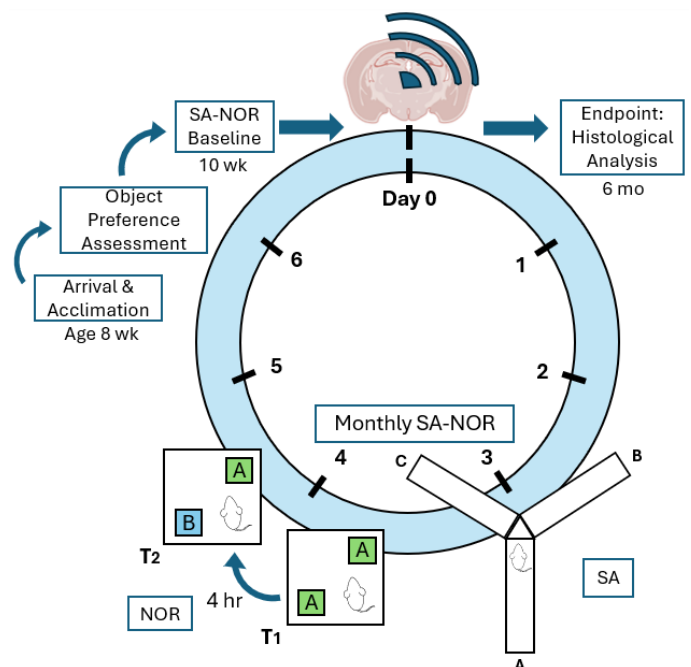 SA-NOR
Baseline
10 wk
Endpoint:
Histological
Analysis
6 mo
Object
Preference
Assessment
Arrival &
Acclimation
Age 8 wk
Day 0
1
2
3
4
5
6
Monthly SA-NOR
C
B
A
SA
A
B
T2
A
A
T1
4 hr
NOR